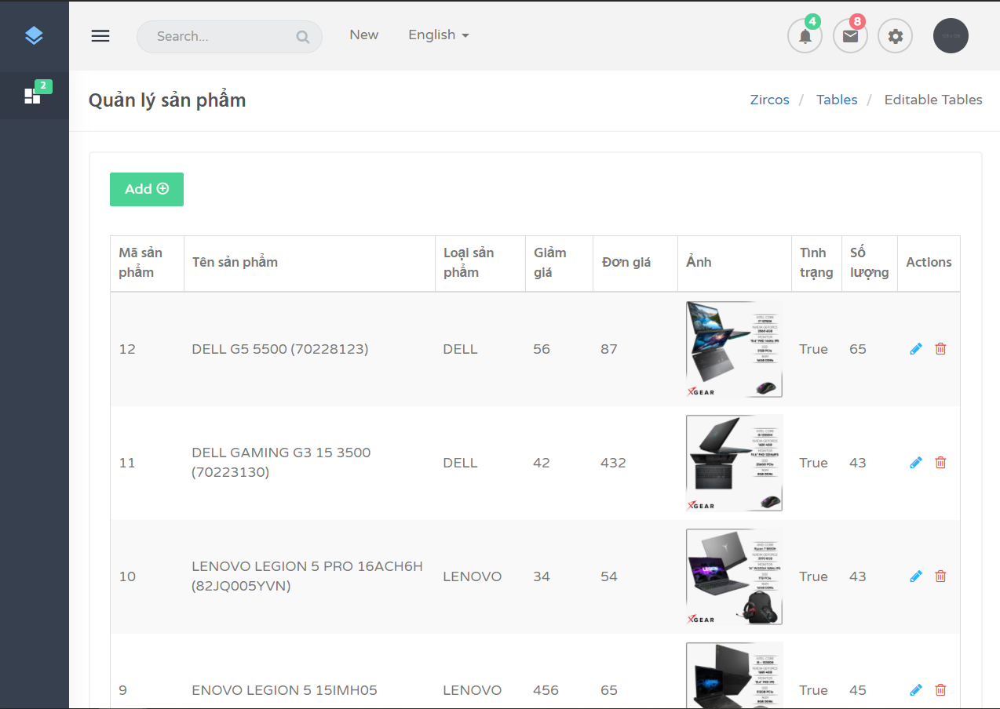 Search...
New
English
4
8
2
Quản lý sản phẩm
Zircos / Tables / Editable Tables
Add
Mã sản
phẩm
Tên sản phẩm
Loại sản
phẩm
Giảm
giá
Đơn giá
Ảnh
Tình
trạng
Số
lượng
Actions
12
DELL G5 5500 (70228123)
DELL
56
87
XGEAR
True
65
11
DELL GAMING G3 15 3500
(70223130)
DELL
42
432
XGEAR
True
43
10
LENOVO LEGION 5 PRO 16ACH6H
(82JQ005YVN)
LENOVO
34
54
LEGION
XGEAR
True
43
9
ENOVO LEGION 5 15IMH05
LENOVO
456
65
True
45